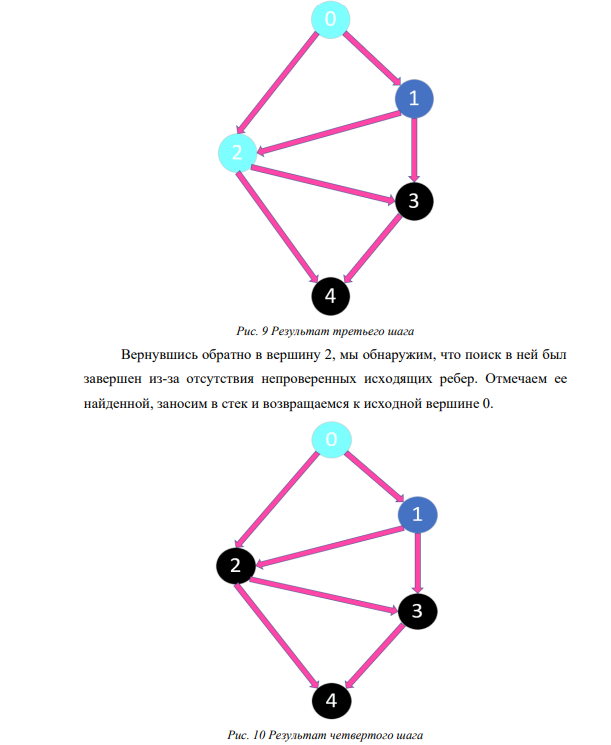 0
1
2
3
4
Рис. 9 Результат третьего шага
Вернувшись обратно в вершину 2, мы обнаружим, что поиск в ней был
завершен из-за отсутствия непроверенных исходящих ребер. Отмечаем ее
найденной, заносим в стек и возвращаемся к исходной вершине 0.
0
1
2
3
4
Рис. 10 Результат четвертого шага